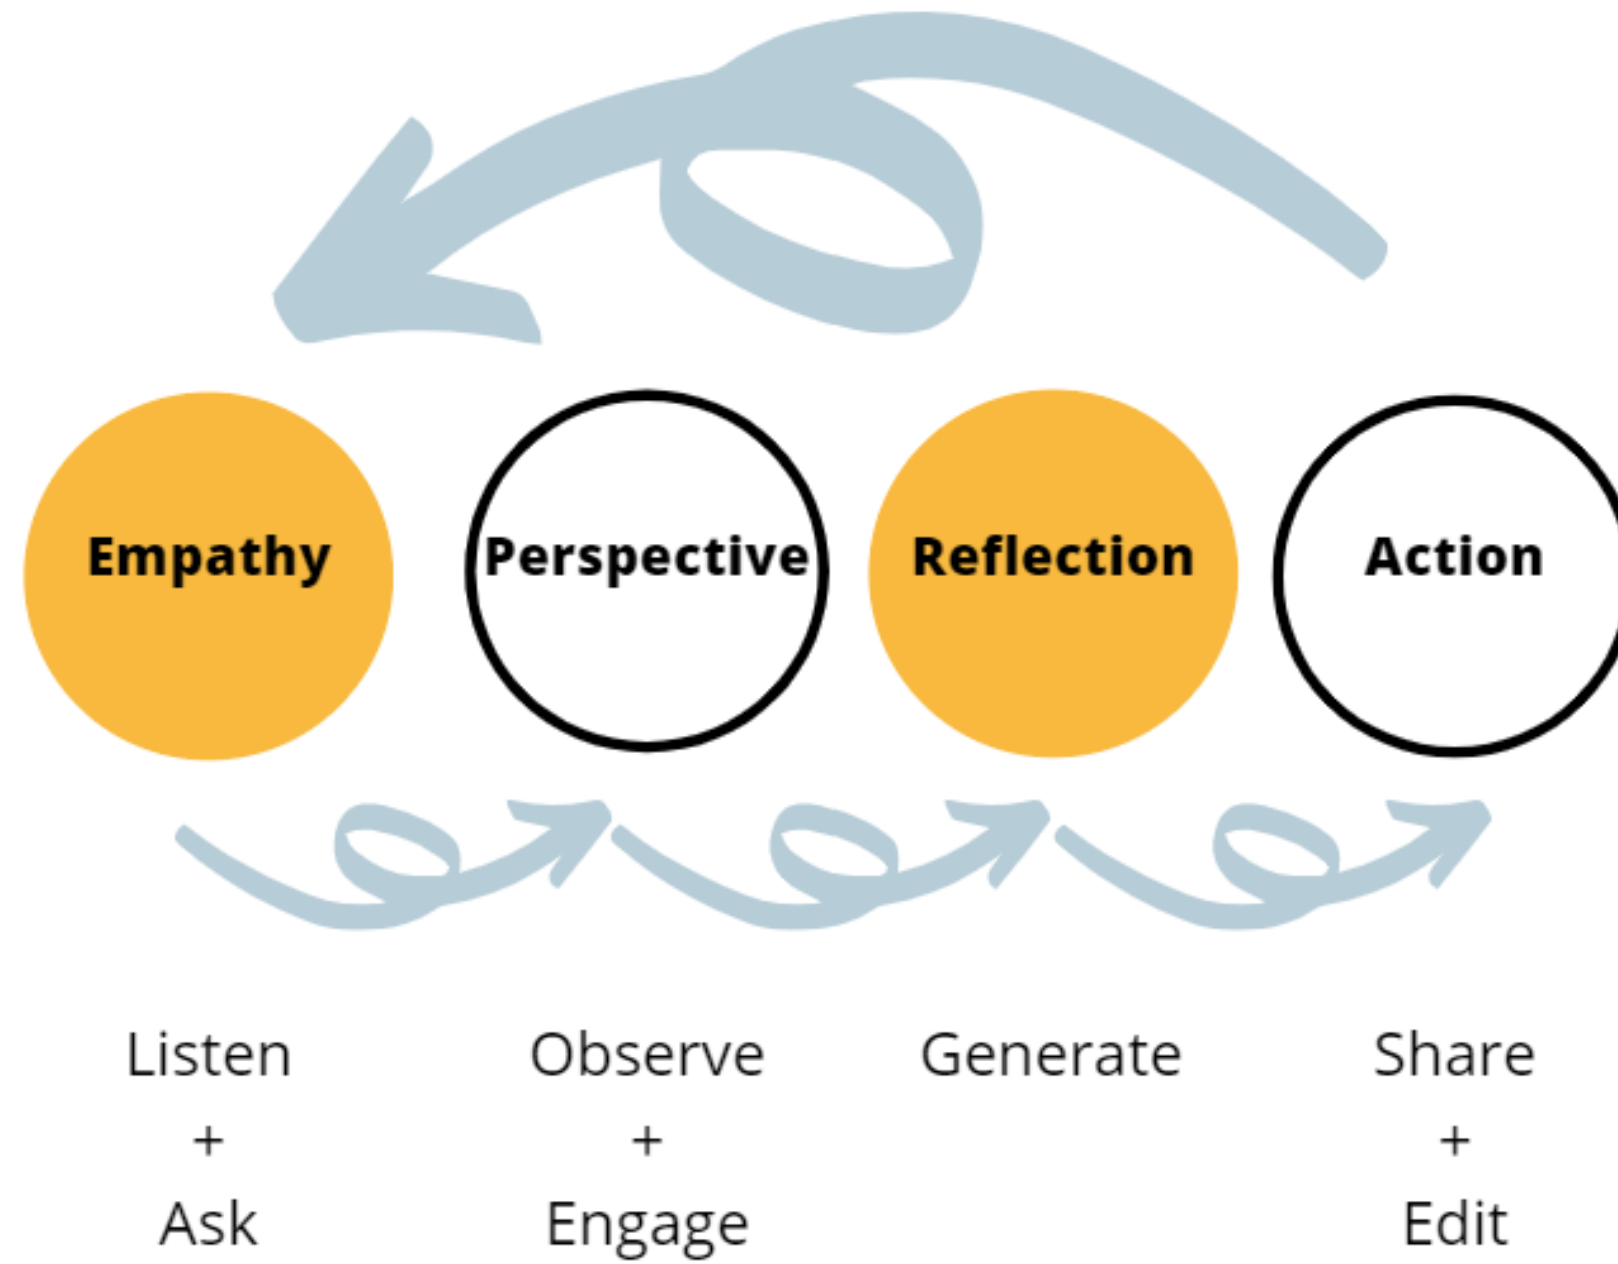 Empathy
Perspective
Reflection
Action
Listen
+
Ask
Observe
+
Engage
Generate
Share
+
Edit